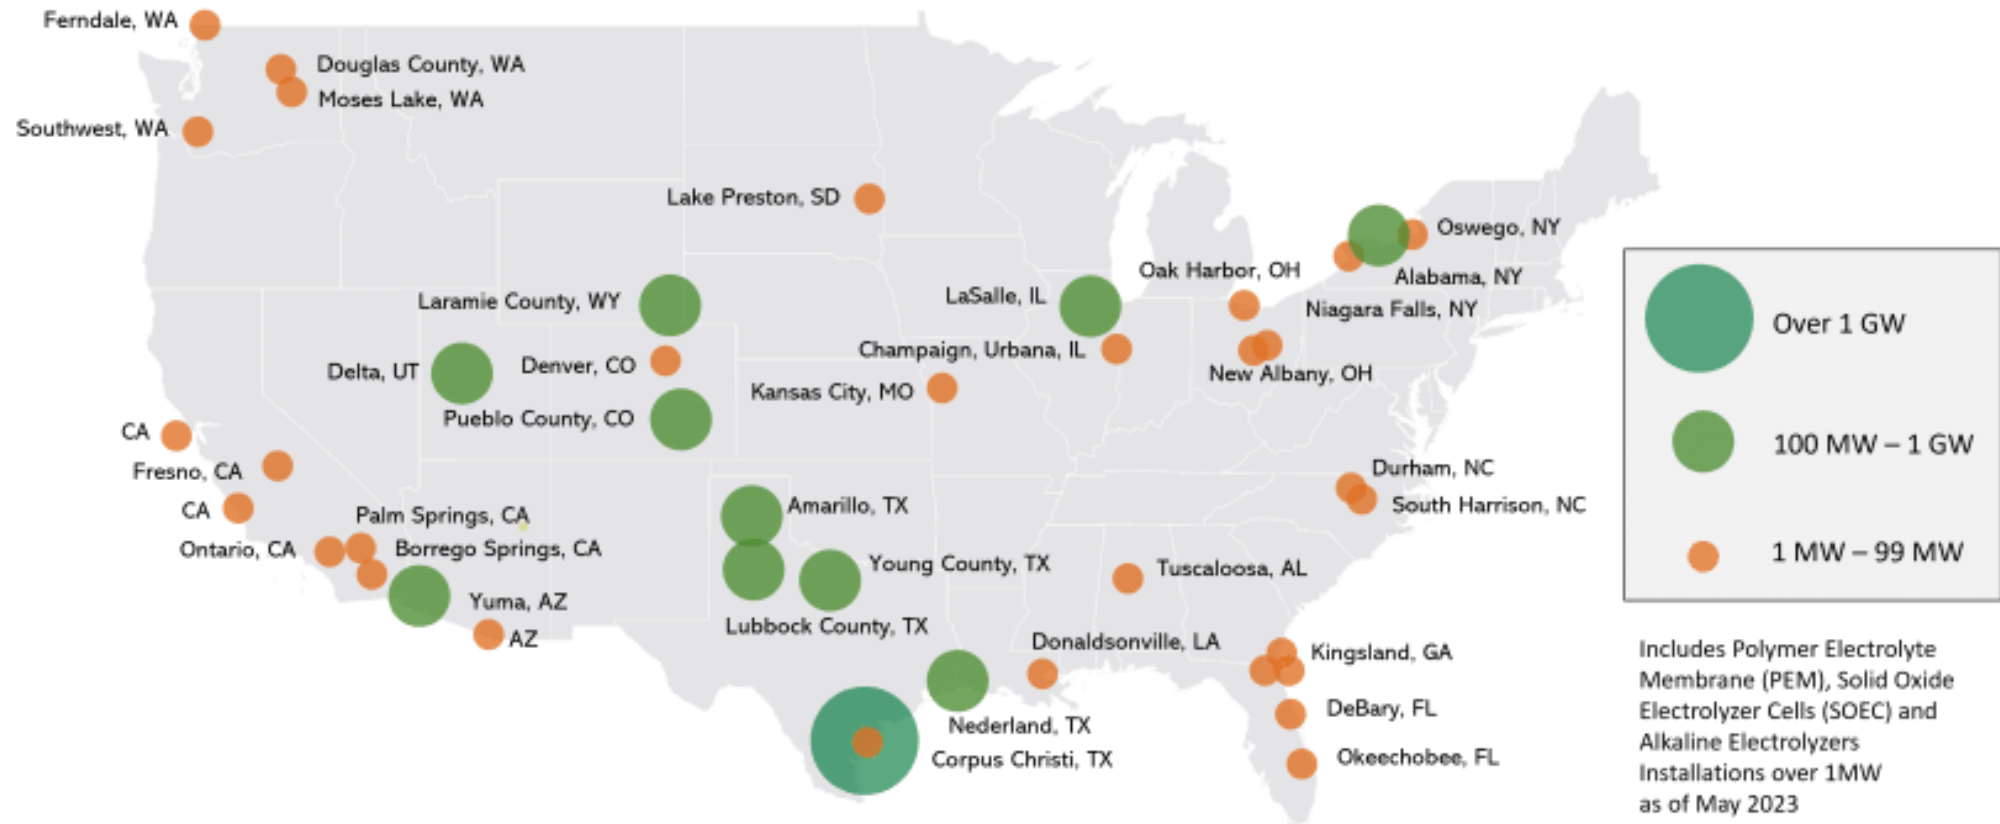 Ferndale, WA
Douglas County, WA
Moses Lake, WA
Southwest, WA
Lake Preston, SD
Oswego, NY
Oak Harbor, OH
Alabama, NY
Laramie County, WY
LaSalle, IL
Niagara Falls, NY
Champaign, Urbana, IL
Delta, UT
Denver, CO
New Albany, OH
Kansas City, MO
Pueblo County, CO
CA
Fresno, CA
Durham, NC
CA
Palm Springs, CA
Amarillo, TX
South Harrison, NC
Ontario, CA
Borrego Springs, CA
Young County, TX
Tuscaloosa, AL
Yuma, AZ
Lubbock County, TX
AZ
Donaldsonville, LA
Kingsland, GA
Nederland, TX
DeBary, FL
Corpus Christi, TX
Okeechobee, FL
Over 1 GW
100 MW – 1 GW
1 MW – 99 MW
Includes Polymer Electrolyte
Membrane (PEM), Solid Oxide
Electrolyzer Cells (SOEC) and
Alkaline Electrolyzers
Installations over 1MW
as of May 2023